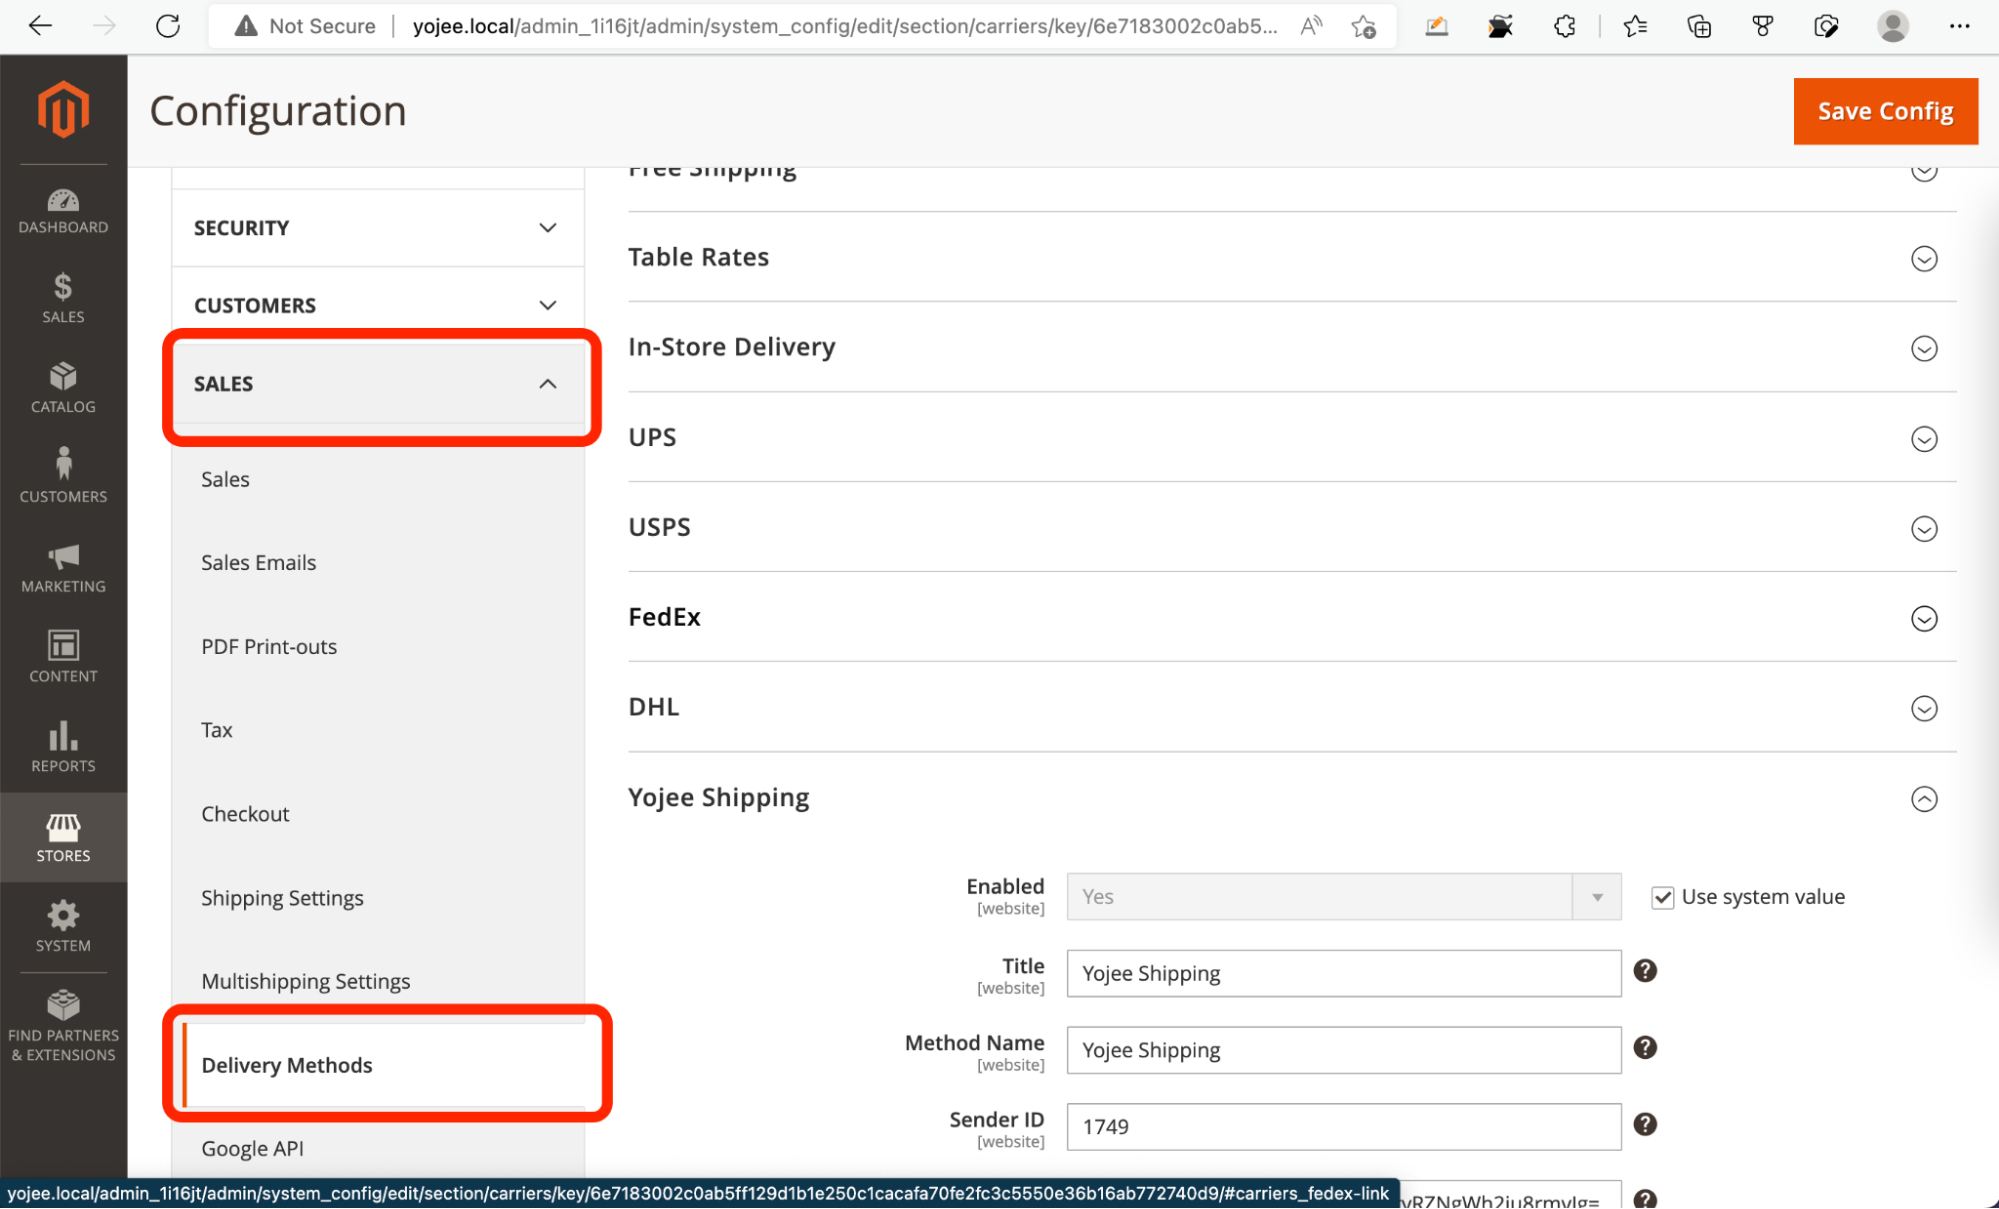 Not Secure | yojee.local/admin_1i16jt/admin/system_config/edit/section/carriers/key/6e7183002c0ab5...
Configuration
Save Config
DASHBOARD
SALES
CATALOG
CUSTOMERS
MARKETING
CONTENT
REPORTS
STORES
SYSTEM
FIND PARTNERS
& EXTENSIONS
SECURITY
CUSTOMERS
SALES
Sales
Sales Emails
PDF Print-outs
Tax
Checkout
Shipping Settings
Multishipping Settings
Delivery Methods
Google API
Free Shipping
Table Rates
In-Store Delivery
UPS
USPS
FedEx
DHL
Yojee Shipping
Enabled
[website]
Yes
Use system value
Title
[website]
Yojee Shipping
Method Name
[website]
Yojee Shipping
Sender ID
[website]
1749
yojee.local/admin_1i16jt/admin/system_config/edit/section/carriers/key/6e7183002c0ab5ff129d1b1e250c1cacafa70fe2fc3c5550e36b16ab772740d9/#carriers_fedex-link